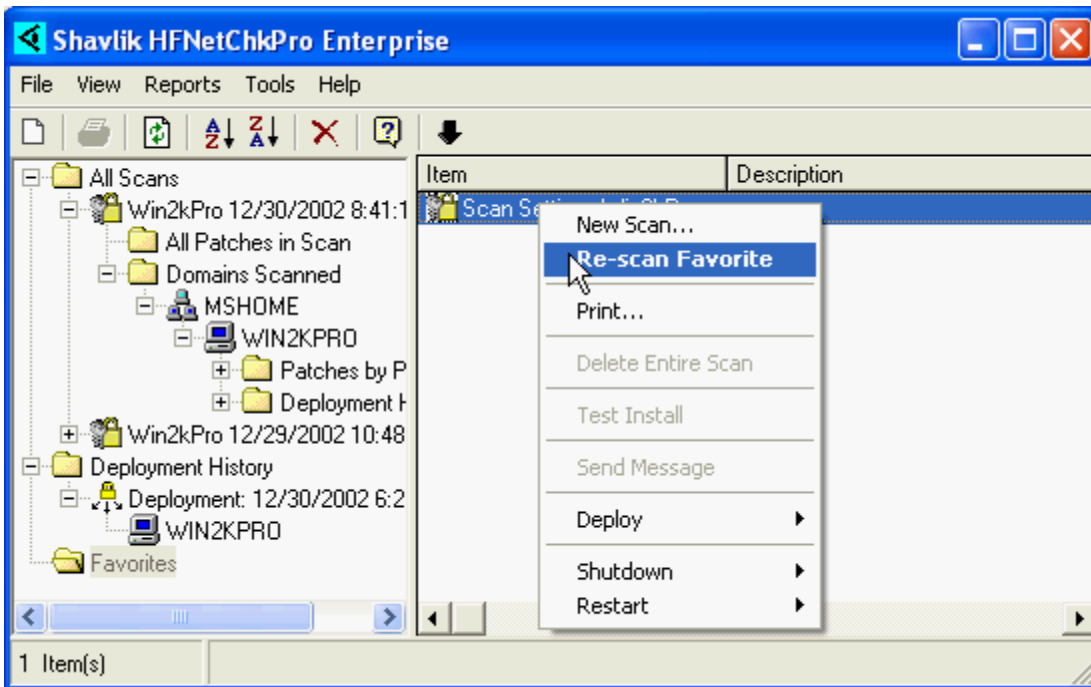 Shavlik HFNetChkPro Enterprise
File View Reports Tools Help
All Scans
Win2kPro 12/30/2002 8:41:1
All Patches in Scan
Domains Scanned
MSHOME
WIN2KPRO
Patches by P
Deployment H
Win2kPro 12/29/2002 10:48
Deployment History
Deployment: 12/30/2002 6:2
WIN2KPRO
Favorites
Item Description
Scan
New Scan...
Re-scan Favorite
Print...
Delete Entire Scan
Test Install
Send Message
Deploy
Shutdown
Restart
1 Item(s)